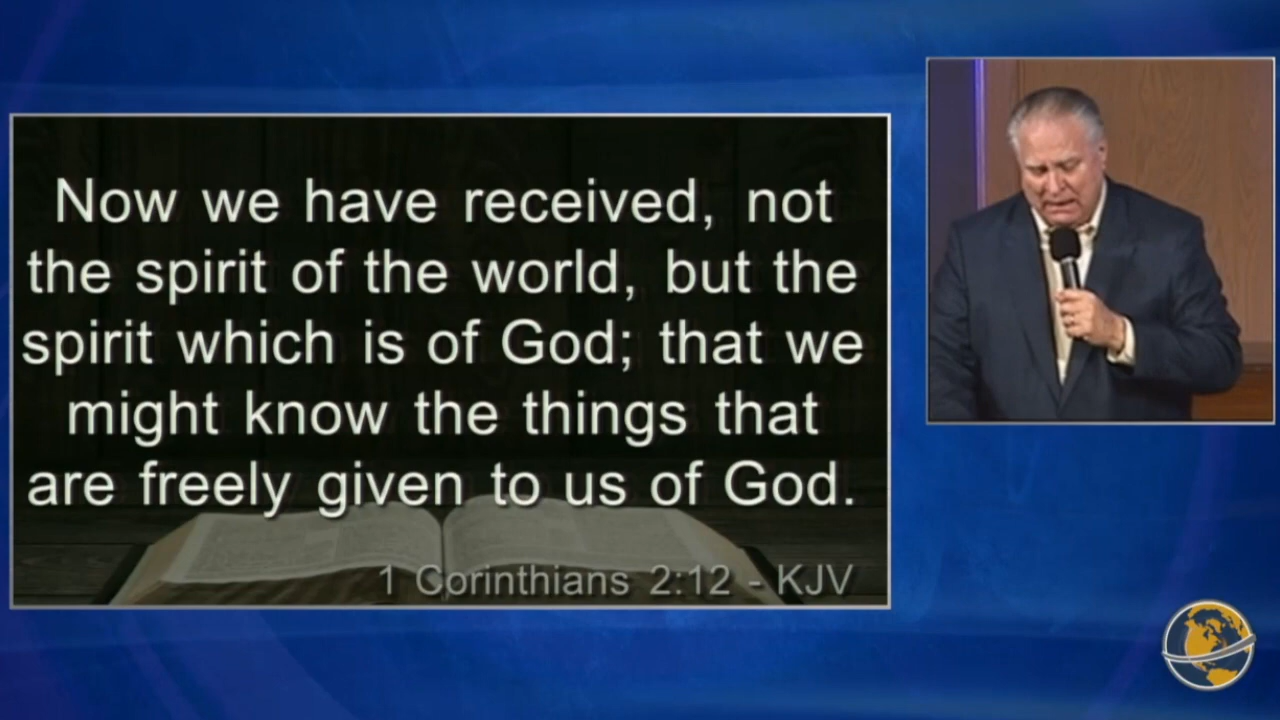 Now we have received, not
the spirit of the world, but the
spirit which is of God; that we
might know the things that
are freely given to us of God.
1 Corinthians 2:12 - KJV